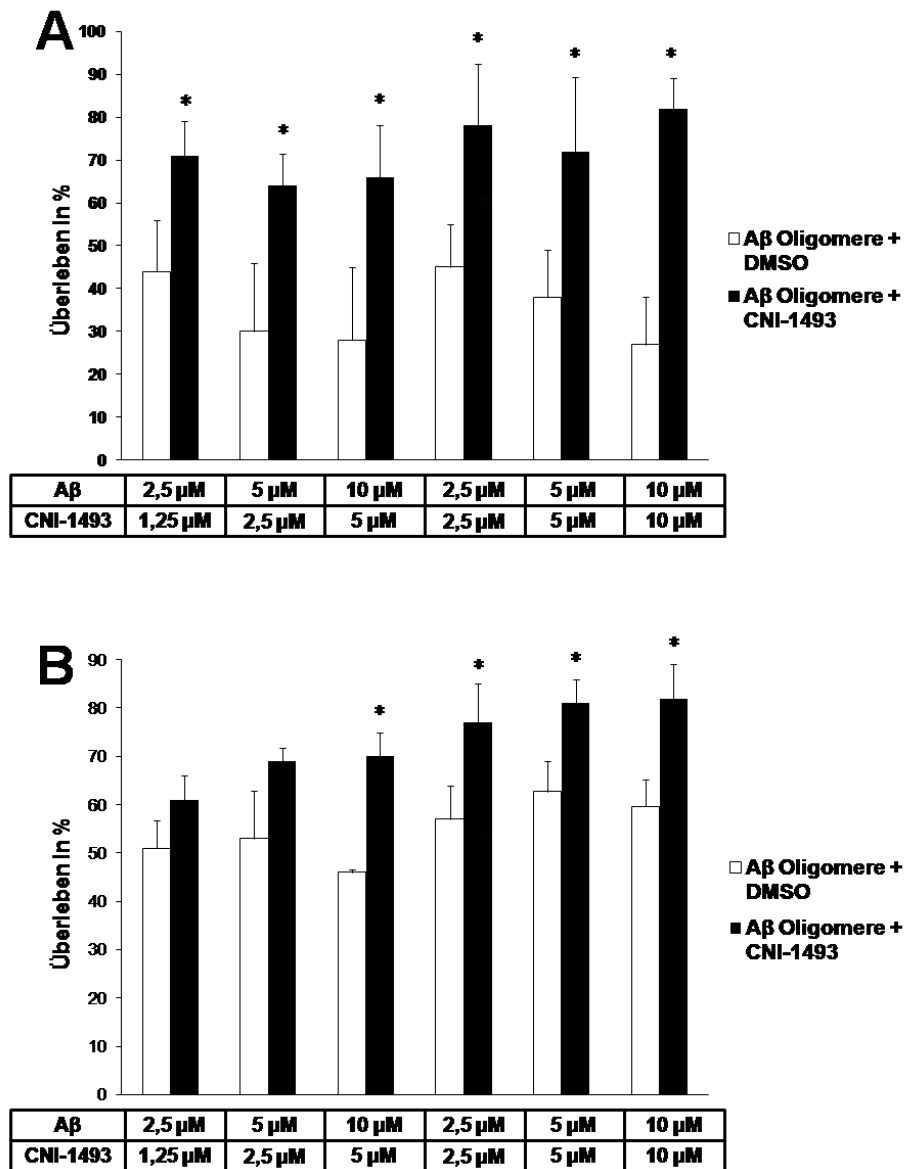 A
100
90
80
70
60
50
40
30
20
10
0
Überleben in %
* * * * * *
Aβ Oligomere +
DMSO
Aβ Oligomere +
CNI-1493
Aβ 2,5 µM 5 µM 10 µM 2,5 µM 5 µM 10 µM
CNI-1493 1,25 µM 2,5 µM 5 µM 2,5 µM 5 µM 10 µM
B
90
80
70
60
50
40
30
20
10
0
Überleben in %
* * * *
Aβ Oligomere +
DMSO
Aβ Oligomere +
CNI-1493
Aβ 2,5 µM 5 µM 10 µM 2,5 µM 5 µM 10 µM
CNI-1493 1,25 µM 2,5 µM 5 µM 2,5 µM 5 µM 10 µM